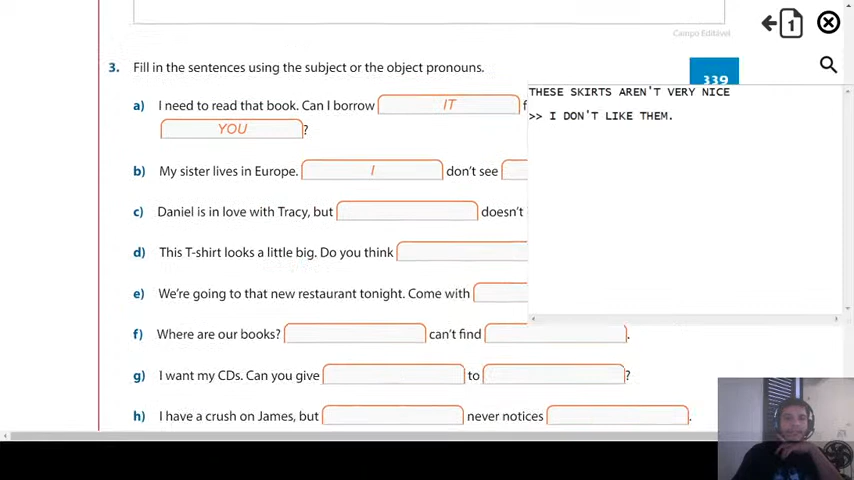 Campo Editável
1
3. Fill in the sentences using the subject or the object pronouns.
339
a) I need to read that book. Can I borrow IT f
YOU ?
b) My sister lives in Europe. I don't see
c) Daniel is in love with Tracy, but doesn't
d) This T-shirt looks a little big. Do you think
e) We're going to that new restaurant tonight. Come with
f) Where are our books? can't find .
g) I want my CDs. Can you give to ?
h) I have a crush on James, but never notices .
THESE SKIRTS AREN'T VERY NICE
>> I DON'T LIKE THEM.